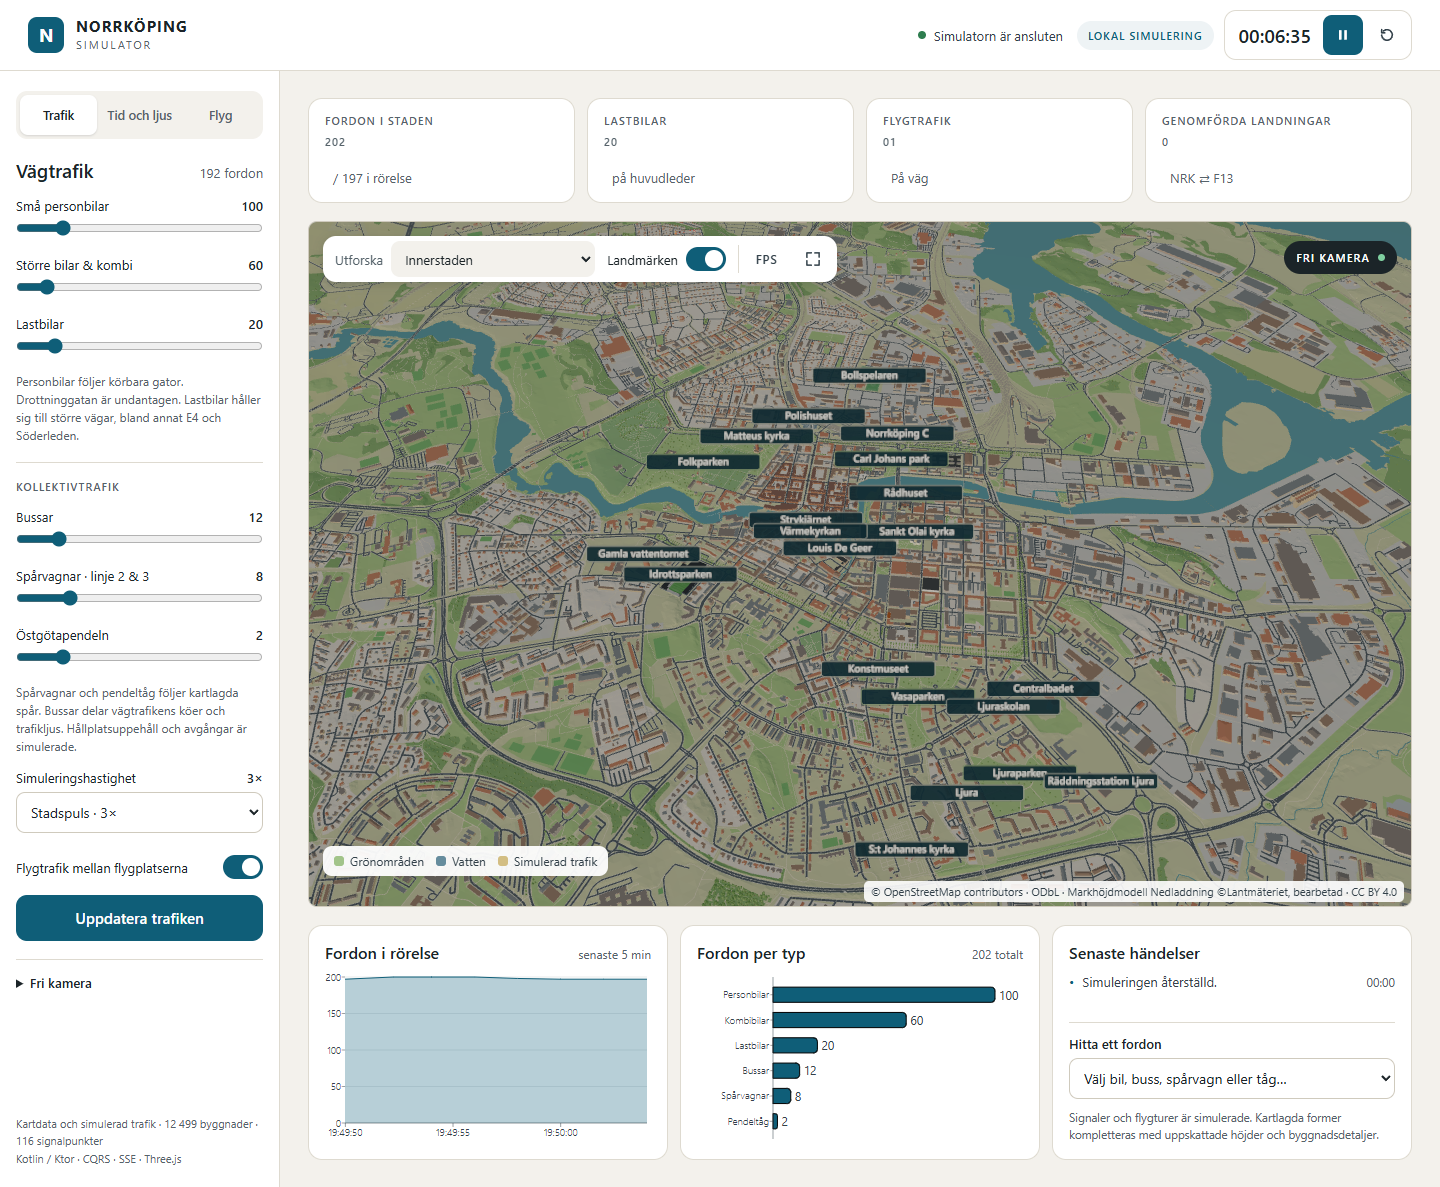 N
NORRKÖPING
SIMULATOR
Simulatorn är ansluten
LOKAL SIMULERING
00:06:35
Trafik
Tid och ljus
Flyg
Vägtrafik
192 fordon
Små personbilar
100
Större bilar & kombi
60
Lastbilar
20
Personbilar följer körbara gator.
Drottninggatan är undantagen. Lastbilar håller
sig till större vägar, bland annat E4 och
Söderleden.
KOLLEKTIVTRAFIK
Bussar
12
Spårvagnar · linje 2 & 3
8
Östgötapendeln
2
Spårvagnar och pendeltåg följer kartlagda
spår. Bussar delar vägtrafikens köer och
trafikljus. Hållplatsuppehåll och avgångar är
simulerade.
Simuleringshastighet
3×
Stadspuls · 3×
Flygtrafik mellan flygplatserna
Uppdatera trafiken
Fri kamera
Kartdata och simulerad trafik · 12 499 byggnader ·
116 signalpunkter
Kotlin / Ktor · CQRS · SSE · Three.js
FORDON I STADEN
202
/ 197 i rörelse
LASTBILAR
20
på huvudleder
FLYGTRAFIK
01
På väg
GENOMFÖRDA LANDNINGAR
0
NRK ⇄ F13
Utforska
Innerstaden
Landmärken
FPS
FRI KAMERA
Bollspelaren
Polishuset
Matteus kyrka
Norrköping C
Folkparken
Carl Johans park
Rådhuset
Strykjärnet
Värmekyrkan
Sankt Olai kyrka
Louis De Geer
Gamla vattentornet
Idrottsparken
Konstmuseet
Vasaparken
Centralbadet
Ljuraskolan
Ljuraparken
Räddningsstation Ljura
Ljura
S:t Johannes kyrka
Grönområden
Vatten
Simulerad trafik
© OpenStreetMap contributors · ODbL · Markhöjdmodell Nedladdning ©Lantmäteriet, bearbetad · CC BY 4.0
Fordon i rörelse
senaste 5 min
200
150
100
50
0
19:49:50
19:49:55
19:50:00
Fordon per typ
202 totalt
Personbilar
100
Kombibilar
60
Lastbilar
20
Bussar
12
Spårvagnar
8
Pendeltåg
2
Senaste händelser
• Simuleringen återställd.
00:00
Hitta ett fordon
Välj bil, buss, spårvagn eller tåg...
Signaler och flygturer är simulerade. Kartlagda former
kompletteras med uppskattade höjder och byggnadsdetaljer.